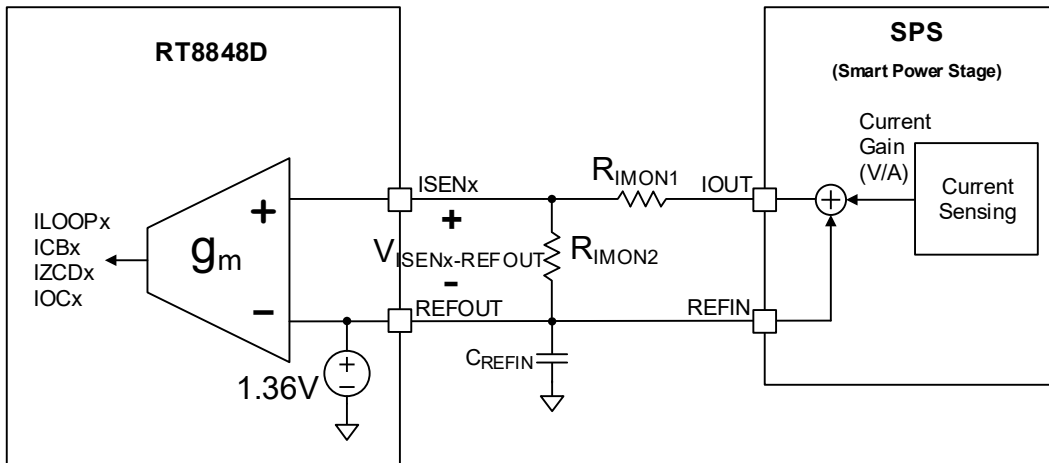 RT8848D
SPS
(Smart Power Stage)
Current
Gain
(V/A)
Current
Sensing
ISENx
RIMON1
IOUT
ILOOPx
ICBx
IZCDx
IOCx
gm
+
−
+
VISENx-REFOUT
-
RIMON2
REFOUT
REFIN
CREFIN
1.36V
+
−